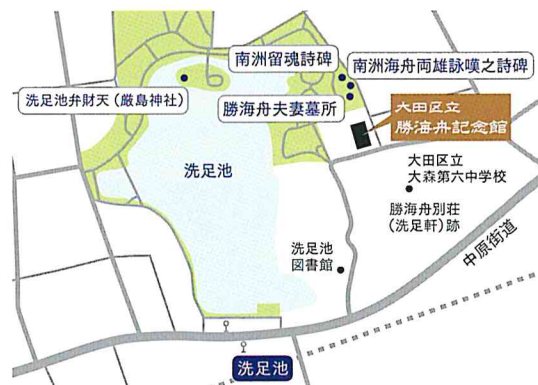 南洲留魂詩碑
南洲海舟両雄詠嘆之詩碑
洗足池弁財天(厳島神社)
勝海舟夫妻墓所
大田区立
勝海舟記念館
洗足池
大田区立
大森第六中学校
勝海舟別荘
(洗足軒)跡
洗足池
図書館
中原街道
洗足池